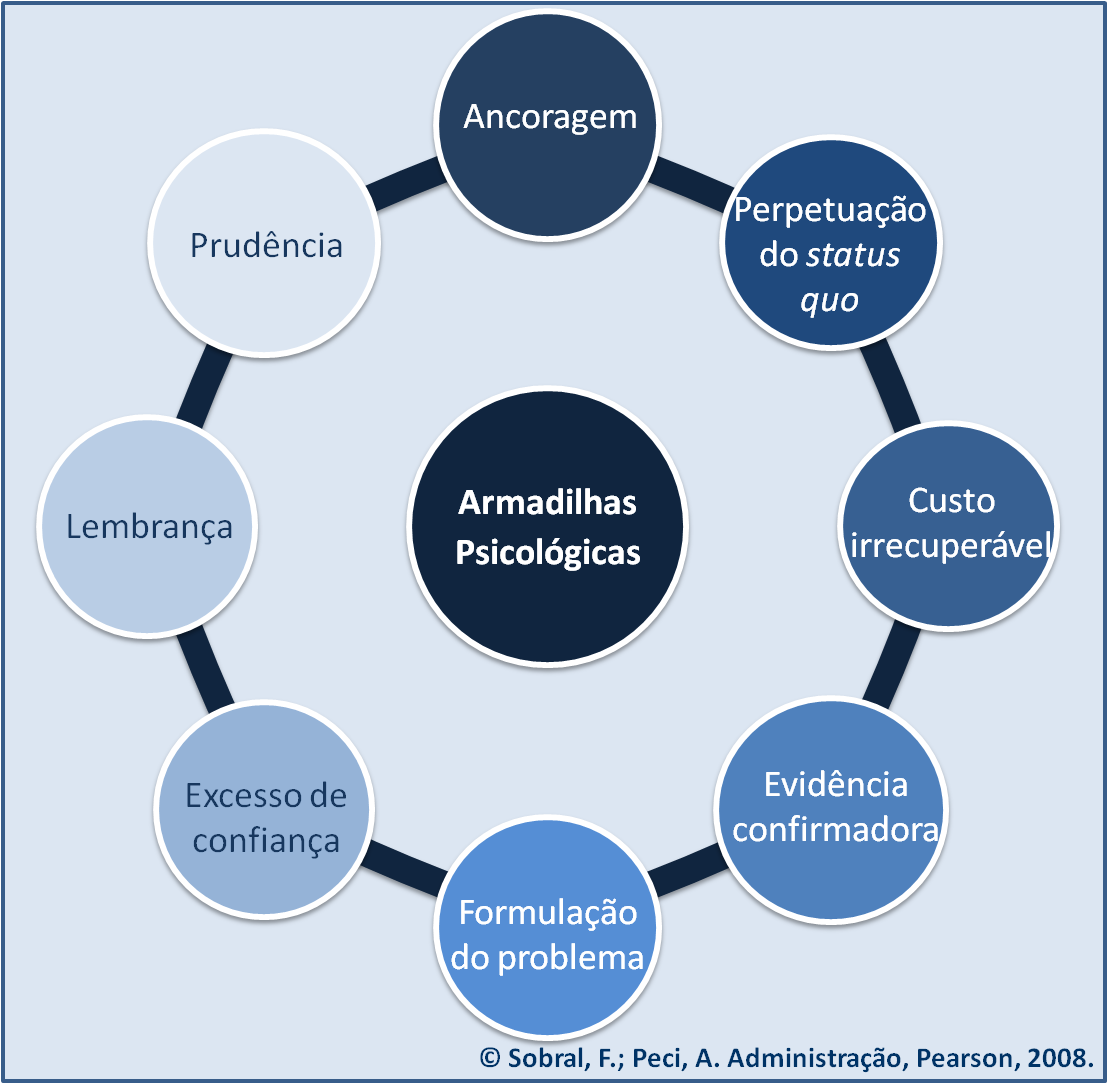 Ancoragem
Perpetuação
do status
quo
Custo
irrecuperável
Evidência
confirmadora
Formulação
do problema
Excesso de
confiança
Lembrança
Prudência
Armadilhas
Psicológicas
© Sobral, F.; Peci, A. Administração, Pearson, 2008.